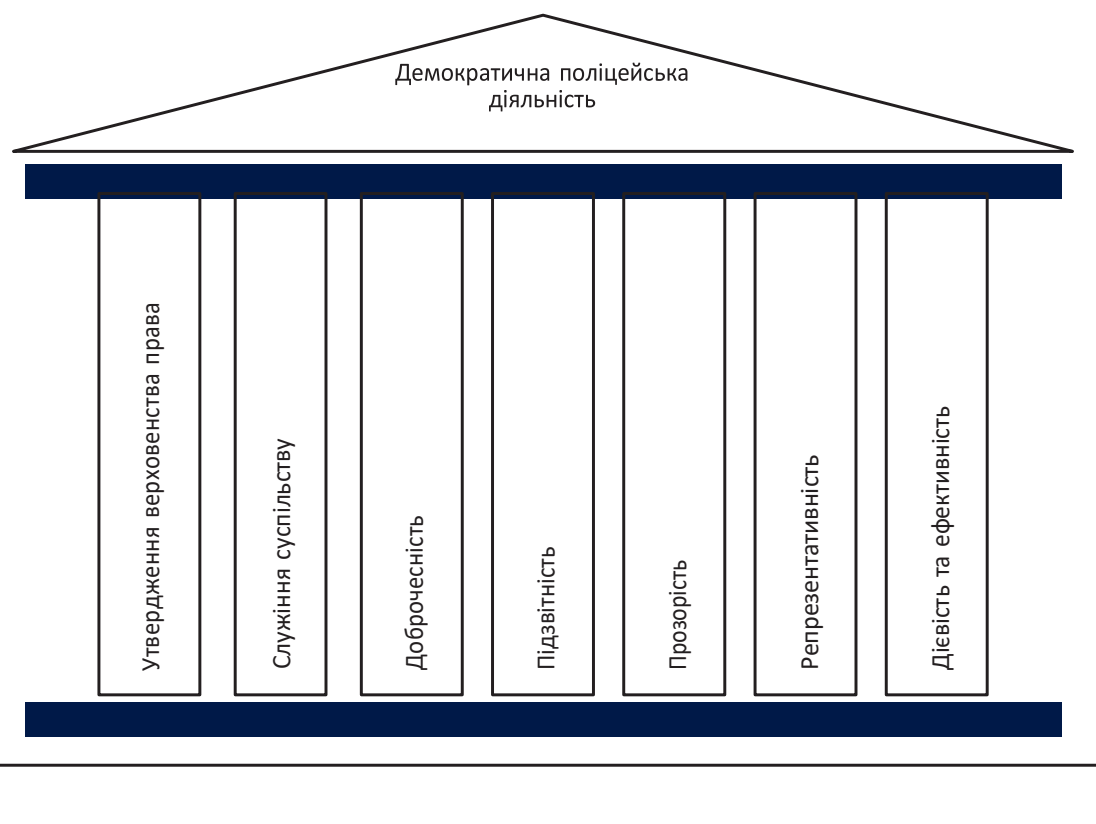 Демократична поліцейська
діяльність
Утвердження верховенства права
Служіння суспільству
Доброчесність
Підзвітність
Прозорість
Репрезентативність
Дієвість та ефективність